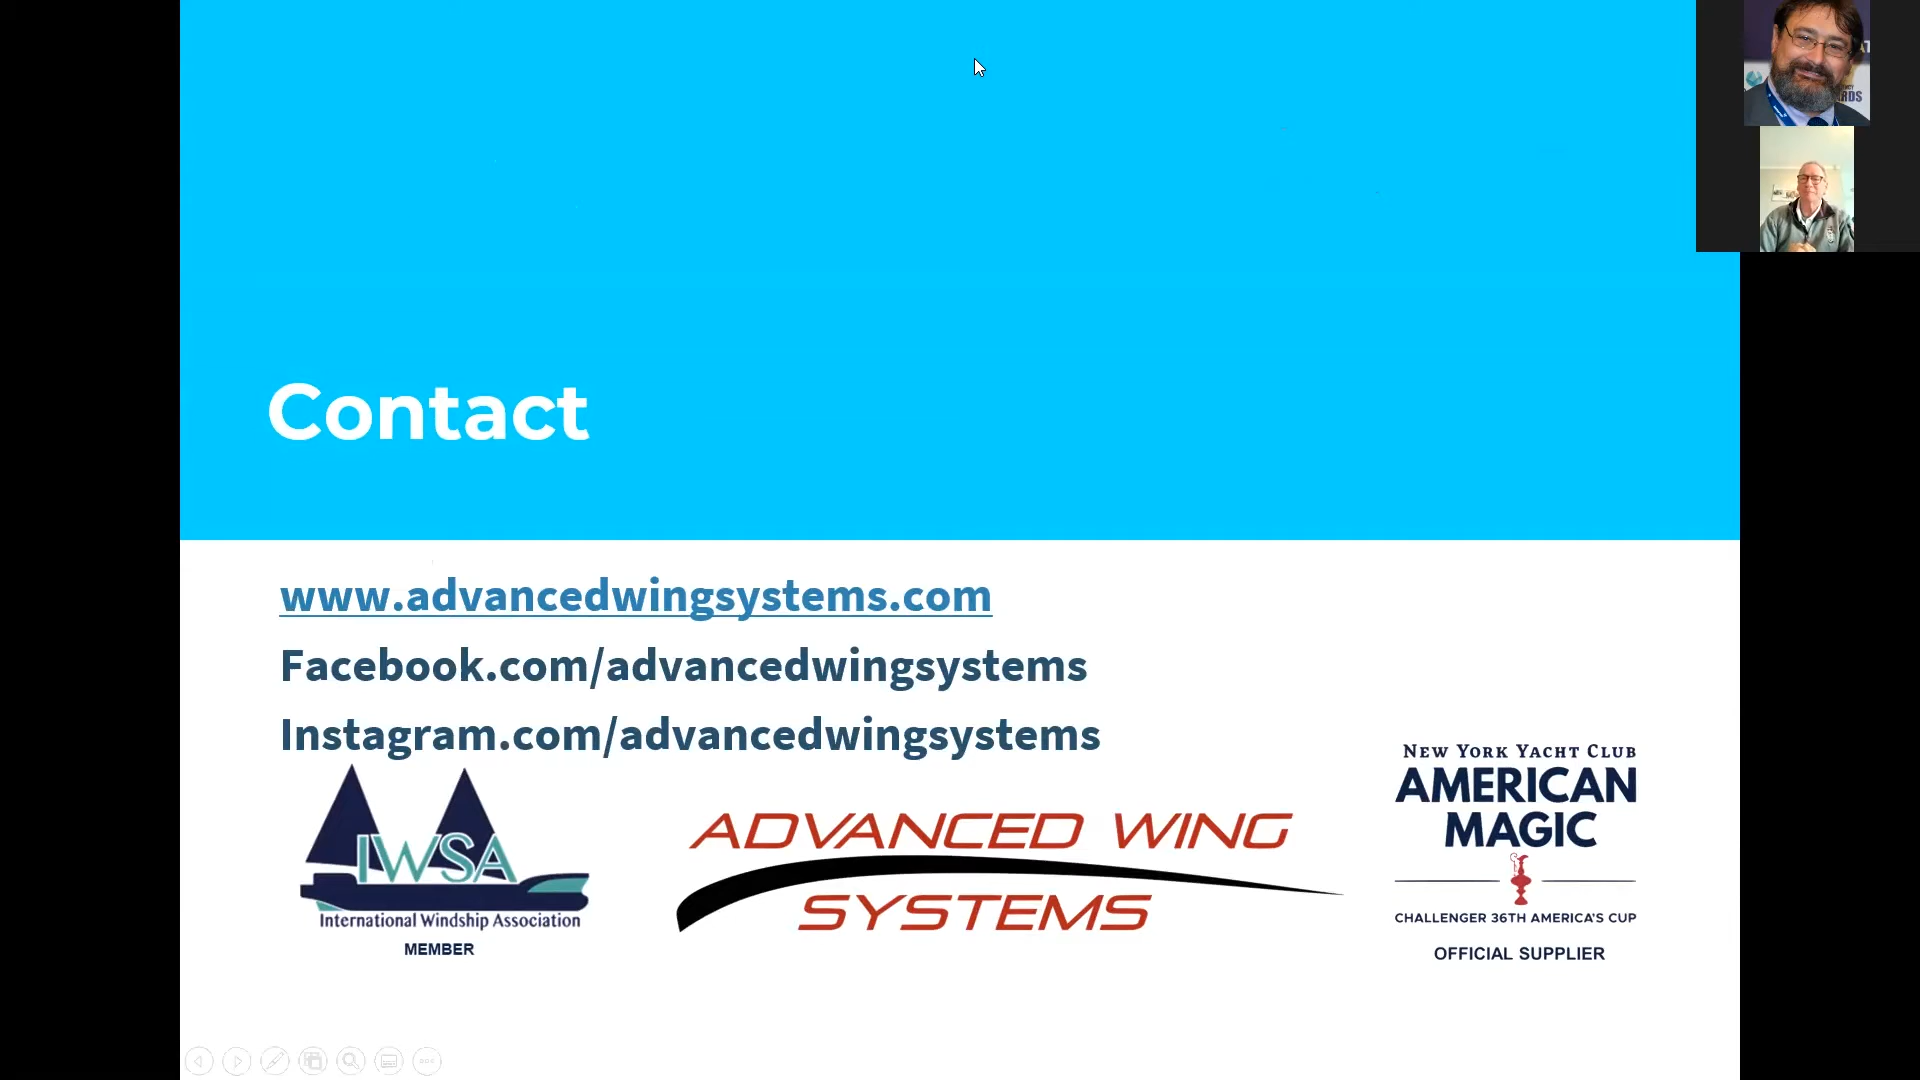 Contact
www.advancedwingsystems.com
Facebook.com/advancedwingsystems
Instagram.com/advancedwingsystems
IWSA
International Windship Association
MEMBER
ADVANCED WING
SYSTEMS
NEW YORK YACHT CLUB
AMERICAN
MAGIC
CHALLENGER 36TH AMERICA'S CUP
OFFICIAL SUPPLIER